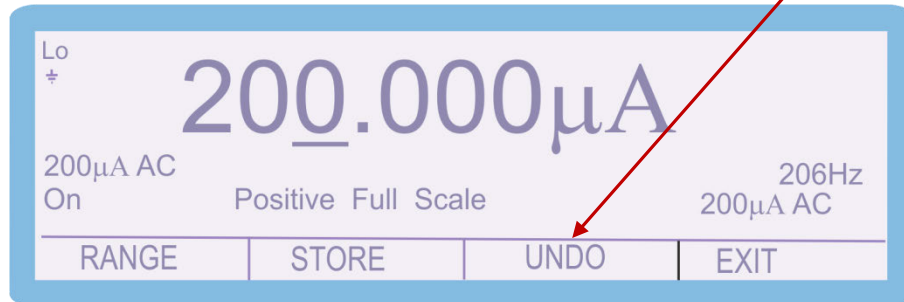 Lo
200.000µA
200µA AC
206Hz
On
Positive Full Scale
200µA AC
RANGE
STORE
UNDO
EXIT